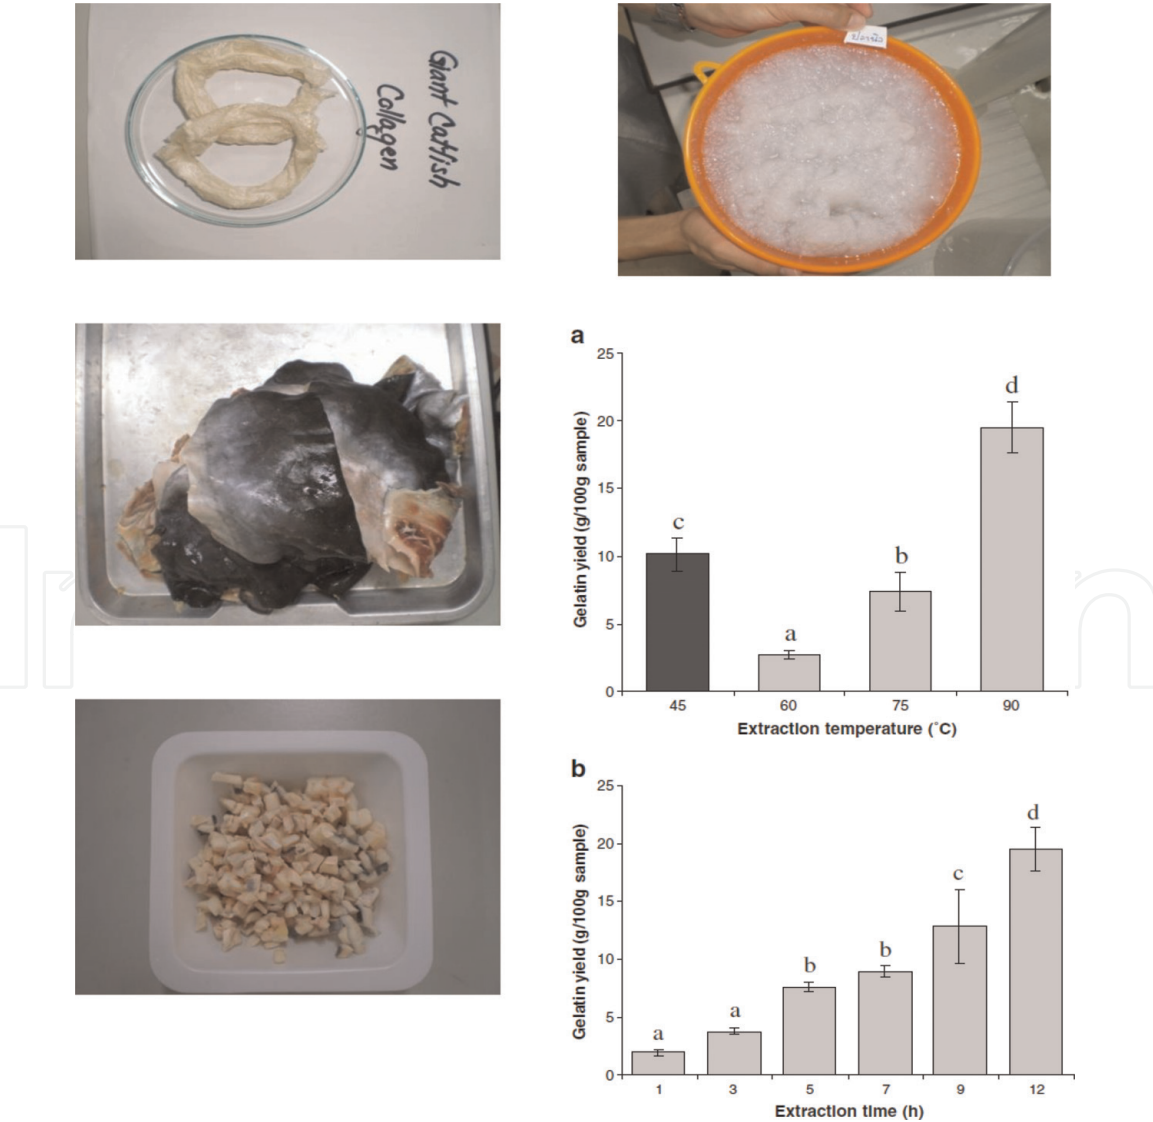 Giant Catfish
Collagen
a
25
20
15
10
5
0
Gelatin yield (g/100g sample)
c
a
b
d
45 60 75 90
Extraction temperature (°C)
b
25
20
15
10
5
0
Gelatin yield (g/100g sample)
a
a
b
b
c
d
1 3 5 7 9 12
Extraction time (h)